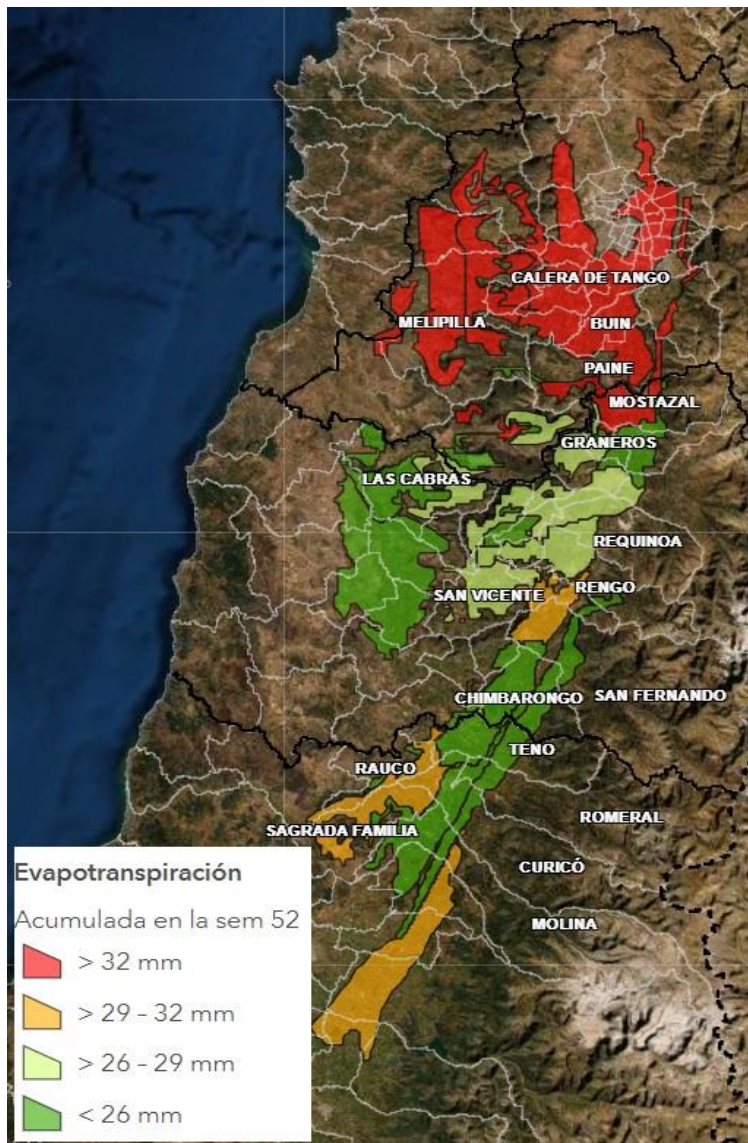 CALERA DE TANGO
MELIPILLA
BUIN
PAINE
MOSTAZAL
GRANEROS
LAS CABRAS
REQUINOA
RENGO
SAN VICENTE
CHIMBARONGO
SAN FERNANDO
TENO
RAUCO
ROMERAL
SAGRADA FAMILIA
CURICÓ
MOLINA
Evapotranspiración
Acumulada en la sem 52
> 32 mm
> 29 - 32 mm
> 26 - 29 mm
< 26 mm